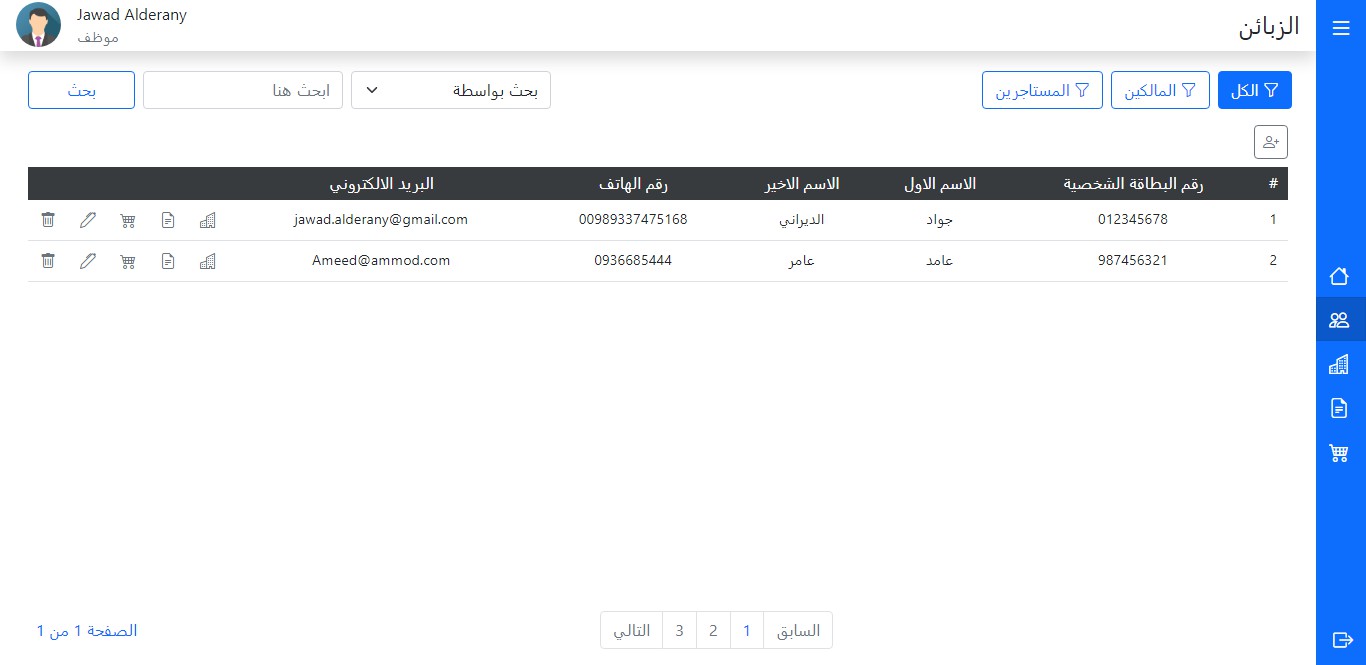 الزبائن
Jawad Alderany
موظف
الكل المالكين المستاجرين بحث بواسطة ابحث هنا بحث
# رقم البطاقة الشخصية الاسم الاول الاسم الاخير رقم الهاتف البريد الالكتروني
1 012345678 جواد الديراني 00989337475168 jawad.alderany@gmail.com
2 987456321 عامد عامر 0936685444 Ameed@ammod.com
السابق 1 2 3 التالي
الصفحة 1 من 1